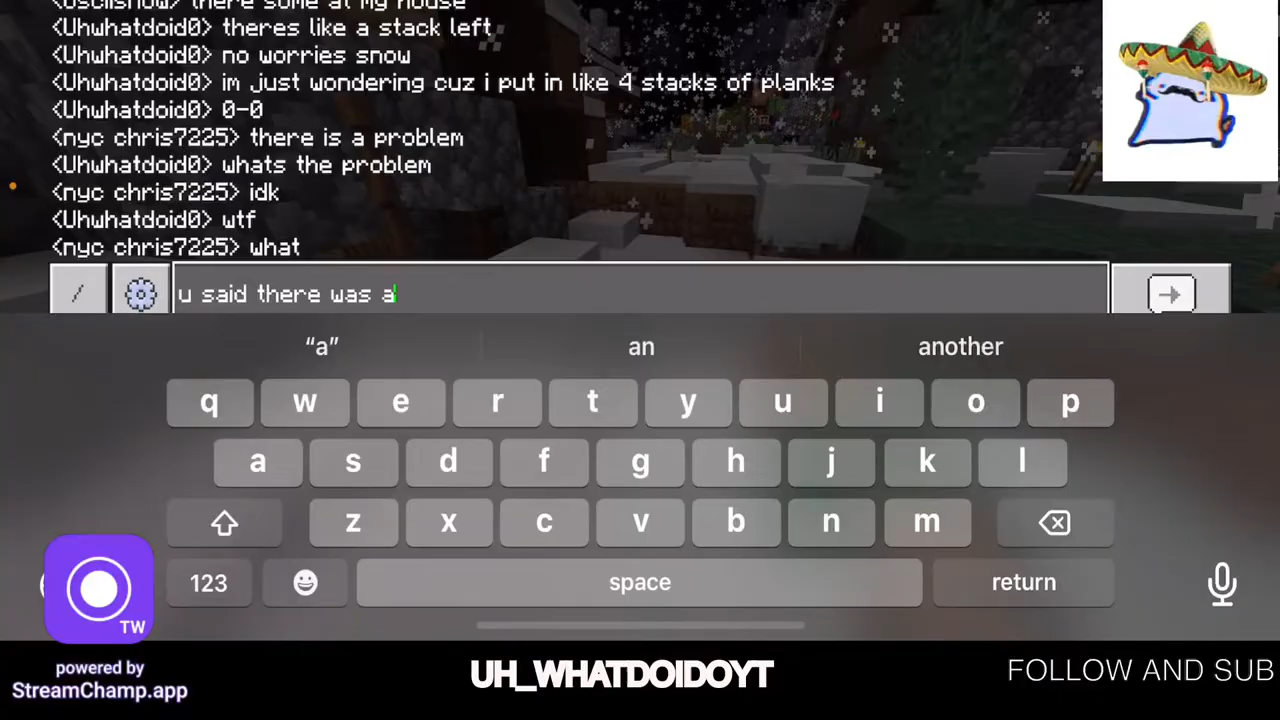 there some at my house
<Uhwhatdoid0> theres like a stack left
<Uhwhatdoid0> no worries snow
<Uhwhatdoid0> im just wondering cuz i put in like 4 stacks of planks
<Uhwhatdoid0> 0-0
<nyc chris7225> there is a problem
<Uhwhatdoid0> whats the problem
<nyc chris7225> idk
<Uhwhatdoid0> wtf
<nyc chris7225> what
/ u said there was a
“a” an another
q w e r t y u i o p
a s d f g h j k l
z x c v b n m
123 space return
TW
powered by
StreamChamp.app
UH_WHATDOIDOYT
FOLLOW AND SUB